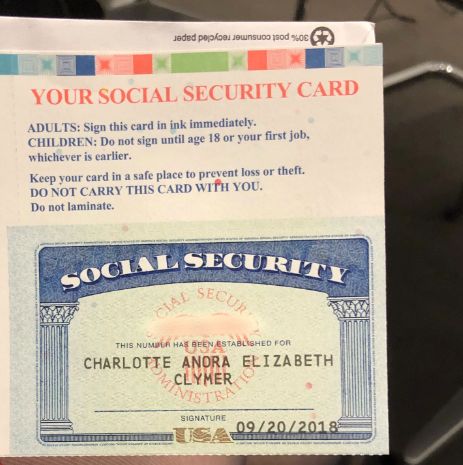 30% post consumer recycled paper
YOUR SOCIAL SECURITY CARD
ADULTS: Sign this card in ink immediately.
CHILDREN: Do not sign until age 18 or your first job,
whichever is earlier.
Keep your card in a safe place to prevent loss or theft.
DO NOT CARRY THIS CARD WITH YOU.
Do not laminate.
SOCIAL SECURITY
THIS NUMBER HAS BEEN ESTABLISHED FOR
CHARLOTTE ANORA ELIZABETH
CLYMER
SIGNATURE
USA 09/20/2018